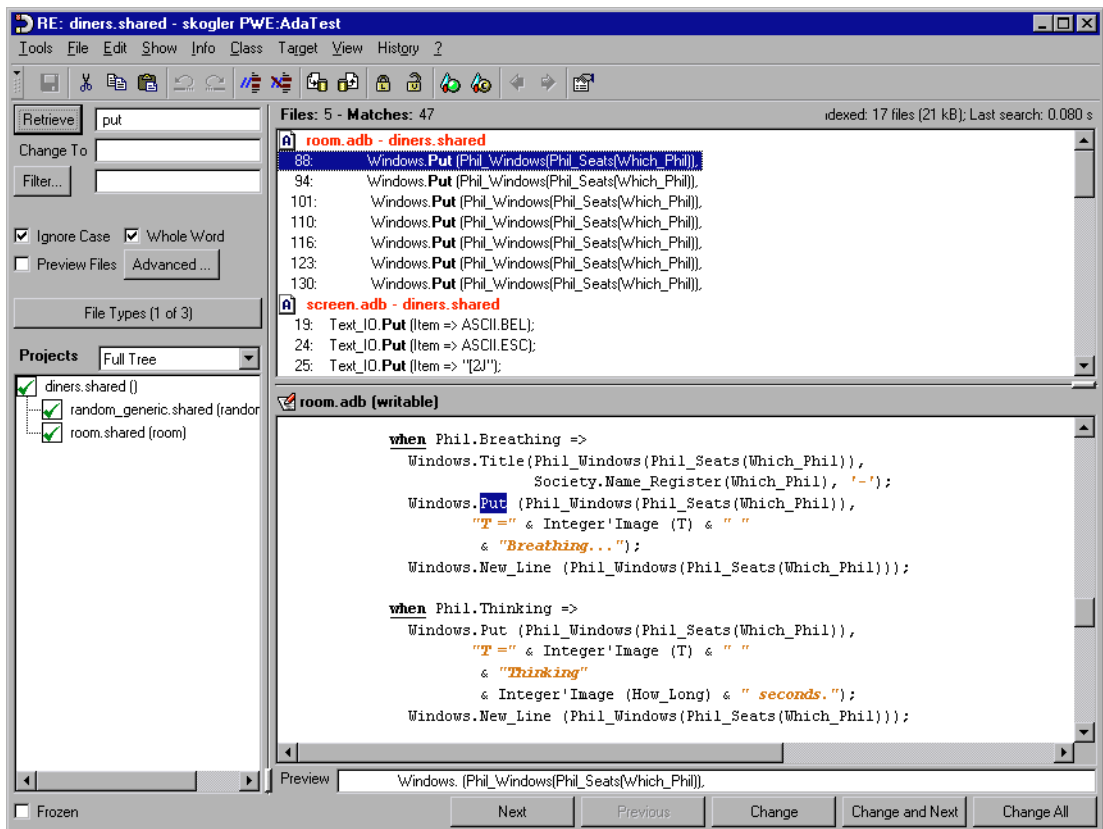 RE: diners.shared - skogler PWE:AdaTest
Tools File Edit Show Info Class Target View History ?
Retrieve put
Change To
Filter...
Ignore Case Whole Word
Preview Files Advanced ...
File Types (1 of 3)
Projects Full Tree
diners.shared ()
random_generic.shared (randor
room.shared (room)
Files: 5 - Matches: 47 dexed: 17 files (21 kB); Last search: 0.080 s
room.adb - diners.shared
88: Windows.Put (Phil_Windows(Phil_Seats(Which_Phil)),
94: Windows.Put (Phil_Windows(Phil_Seats(Which_Phil)),
101: Windows.Put (Phil_Windows(Phil_Seats(Which_Phil)),
110: Windows.Put (Phil_Windows(Phil_Seats(Which_Phil)),
116: Windows.Put (Phil_Windows(Phil_Seats(Which_Phil)),
123: Windows.Put (Phil_Windows(Phil_Seats(Which_Phil)),
130: Windows.Put (Phil_Windows(Phil_Seats(Which_Phil)),
screen.adb - diners.shared
19: Text_IO.Put (Item => ASCII.BEL);
24: Text_IO.Put (Item => ASCII.ESC);
25: Text_IO.Put (Item => "[2J");
room.adb (writable)
when Phil.Breathing =>
Windows.Title(Phil_Windows(Phil_Seats(Which_Phil)),
Society.Name_Register(Which_Phil), '-');
Windows.Put (Phil_Windows(Phil_Seats(Which_Phil)),
"T =" & Integer'Image (T) & " "
& "Breathing...");
Windows.New_Line (Phil_Windows(Phil_Seats(Which_Phil)));
when Phil.Thinking =>
Windows.Put (Phil_Windows(Phil_Seats(Which_Phil)),
"T =" & Integer'Image (T) & " "
& "Thinking"
& Integer'Image (How_Long) & " seconds.");
Windows.New_Line (Phil_Windows(Phil_Seats(Which_Phil)));
Preview Windows. (Phil_Windows(Phil_Seats(Which_Phil)),
Frozen Next Previous Change Change and Next Change All